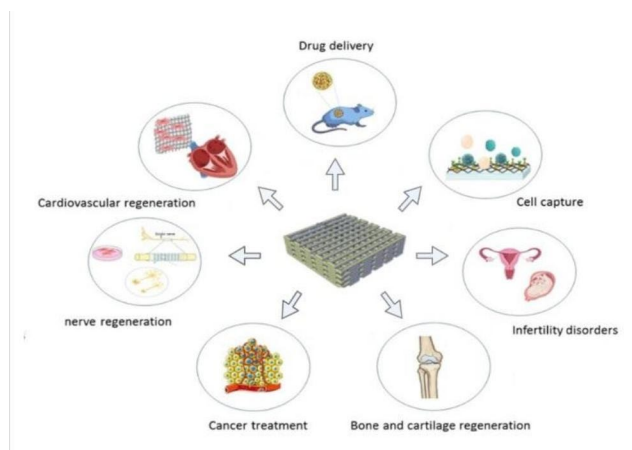 Drug delivery
Cardiovascular regeneration
Cell capture
nerve regeneration
Infertility disorders
Cancer treatment
Bone and cartilage regeneration